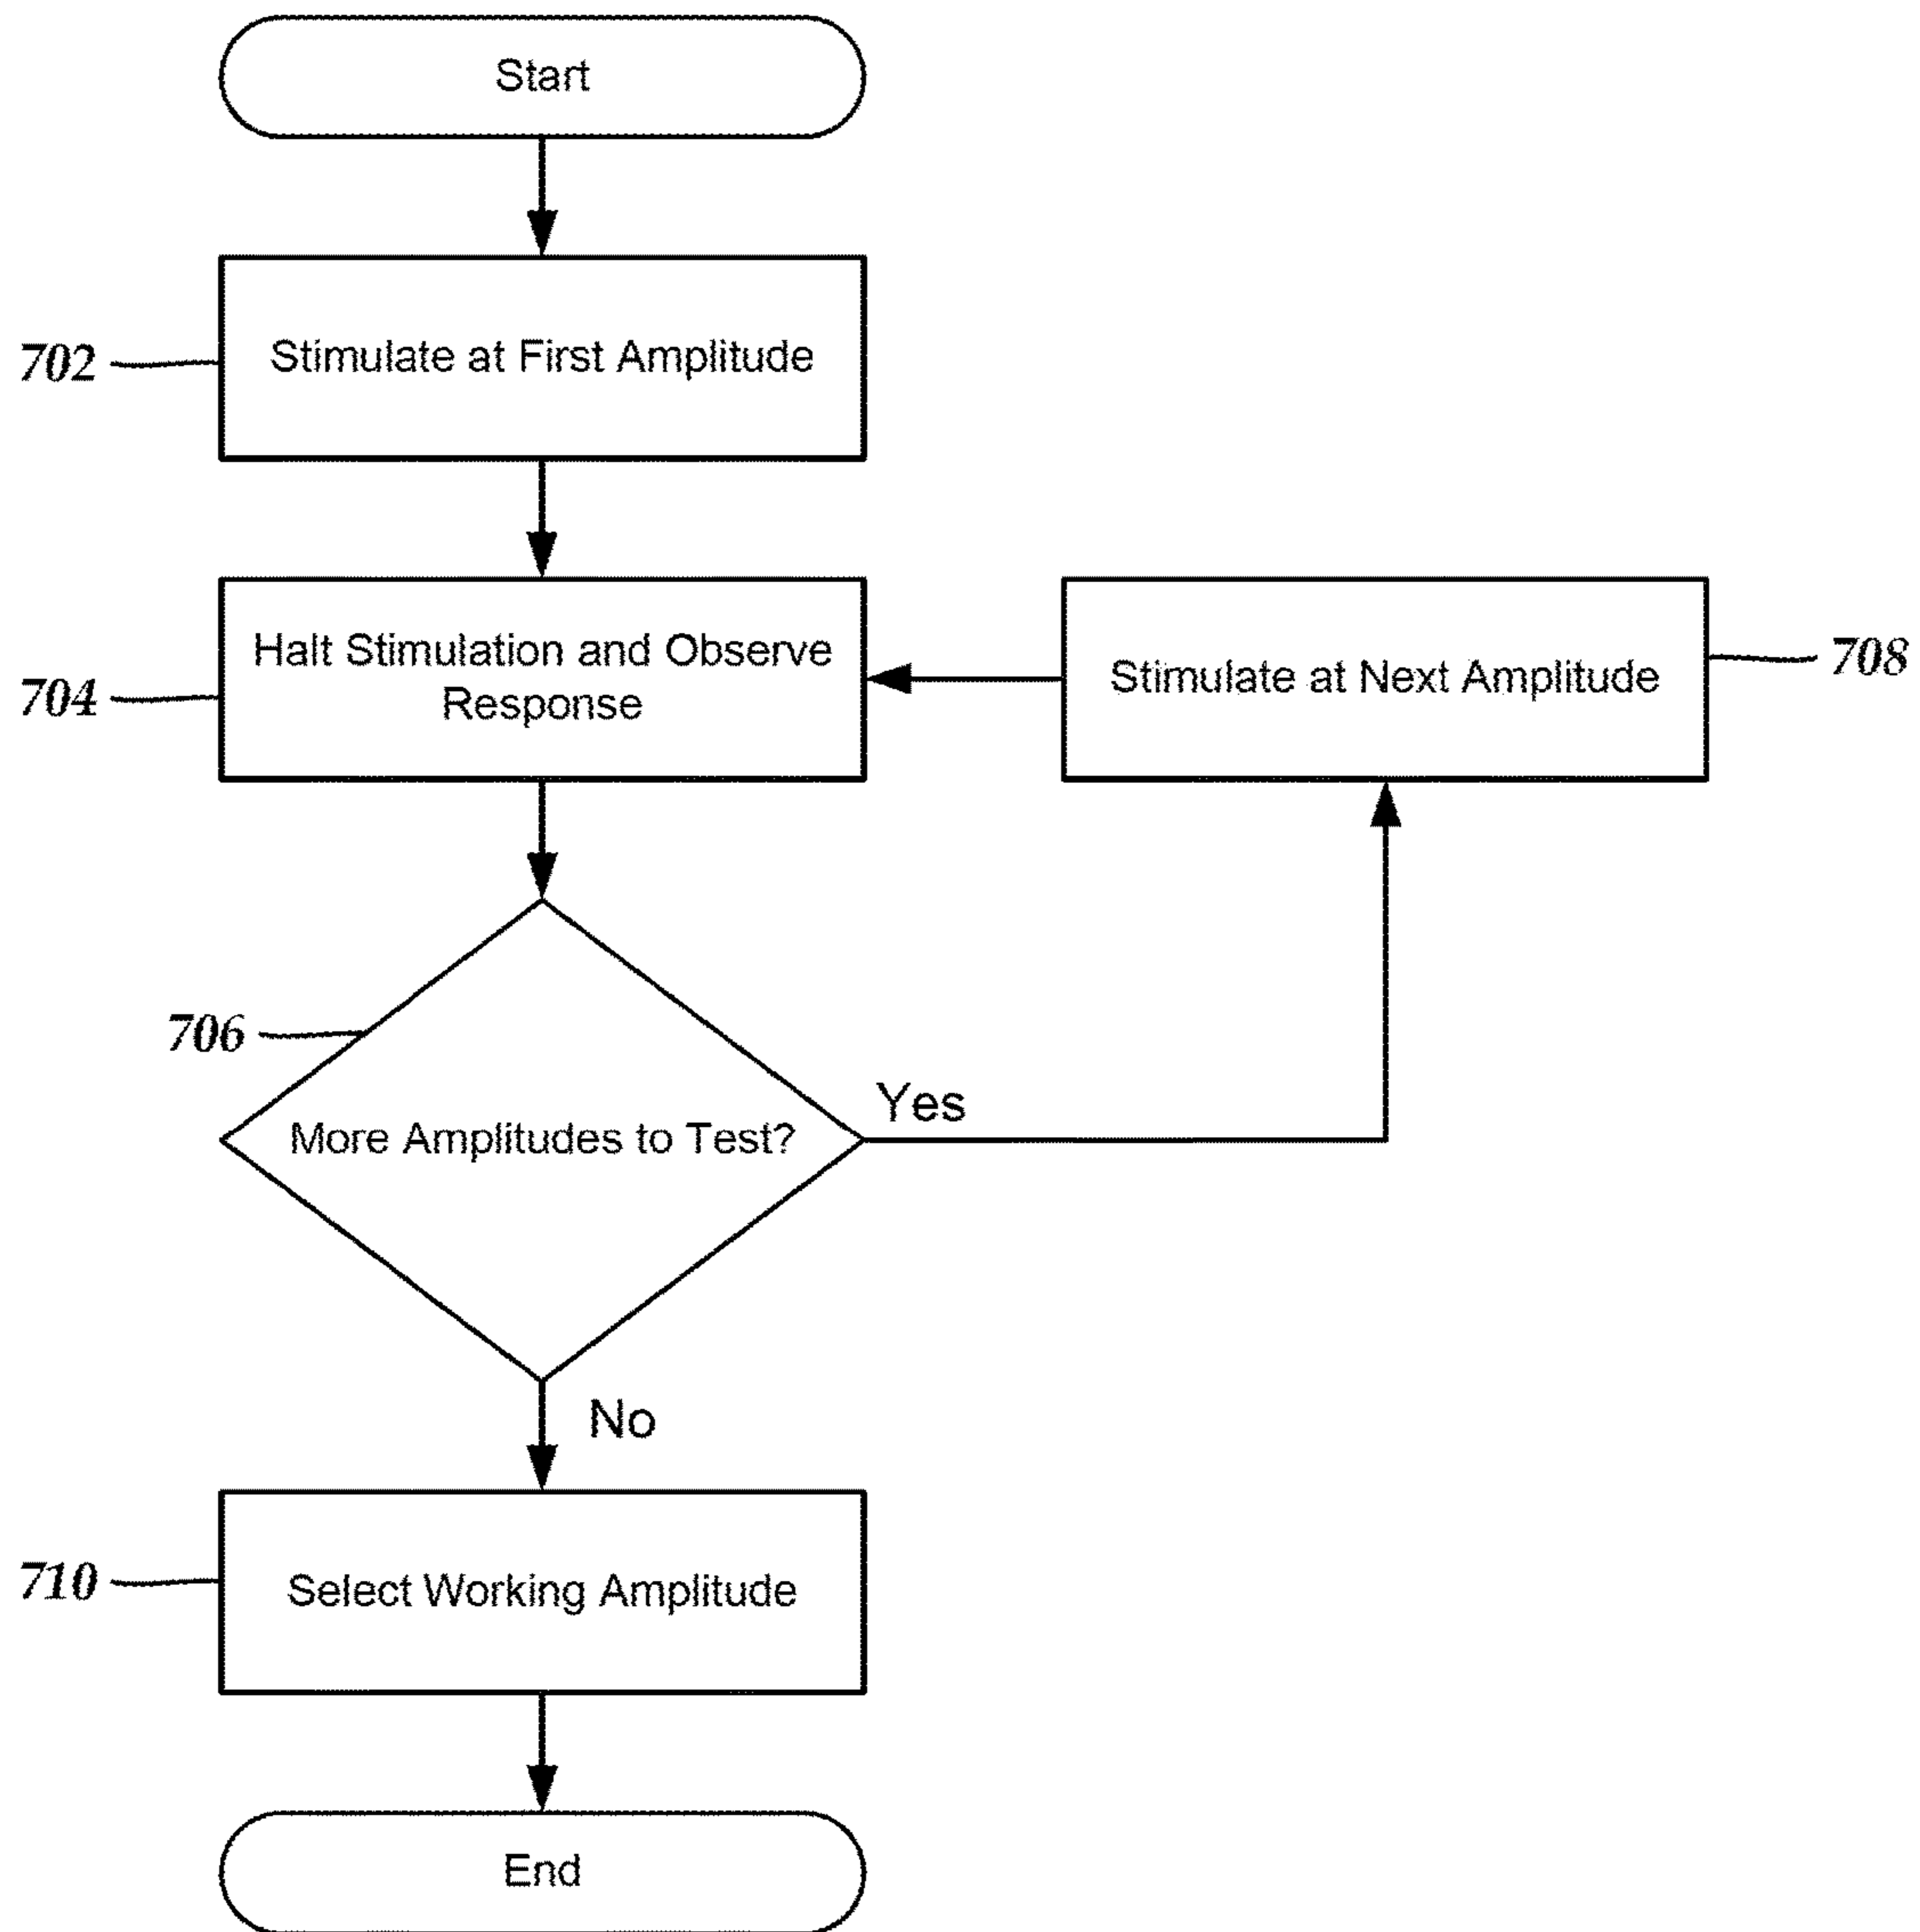 Start
702
Stimulate at First Amplitude
Halt Stimulation and Observe
Response
704
Stimulate at Next Amplitude
708
706
More Amplitudes to Test?
Yes
No
710
Select Working Amplitude
End